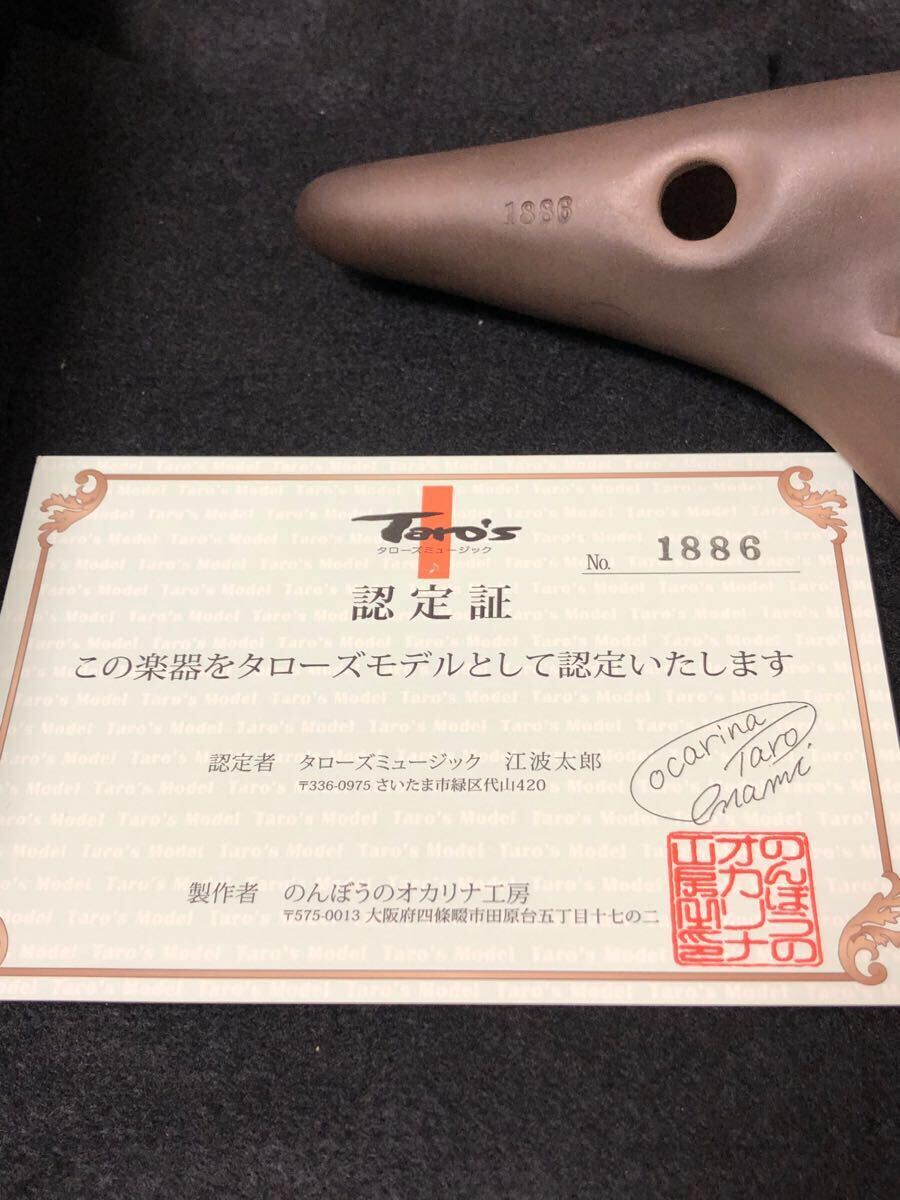 1886
Taro's
タローズミュージック
No. 1886
認定証
この楽器をタローズモデルとして認定いたします
認定者 タローズミュージック 江波太郎
〒336-0975 さいたま市緑区代山420
ocarina
Taro
Enami
製作者 のんぼうのオカリナ工房
〒575-0013 大阪府四條畷市田原台五丁目十七の二
のんぼうの
オカリナ